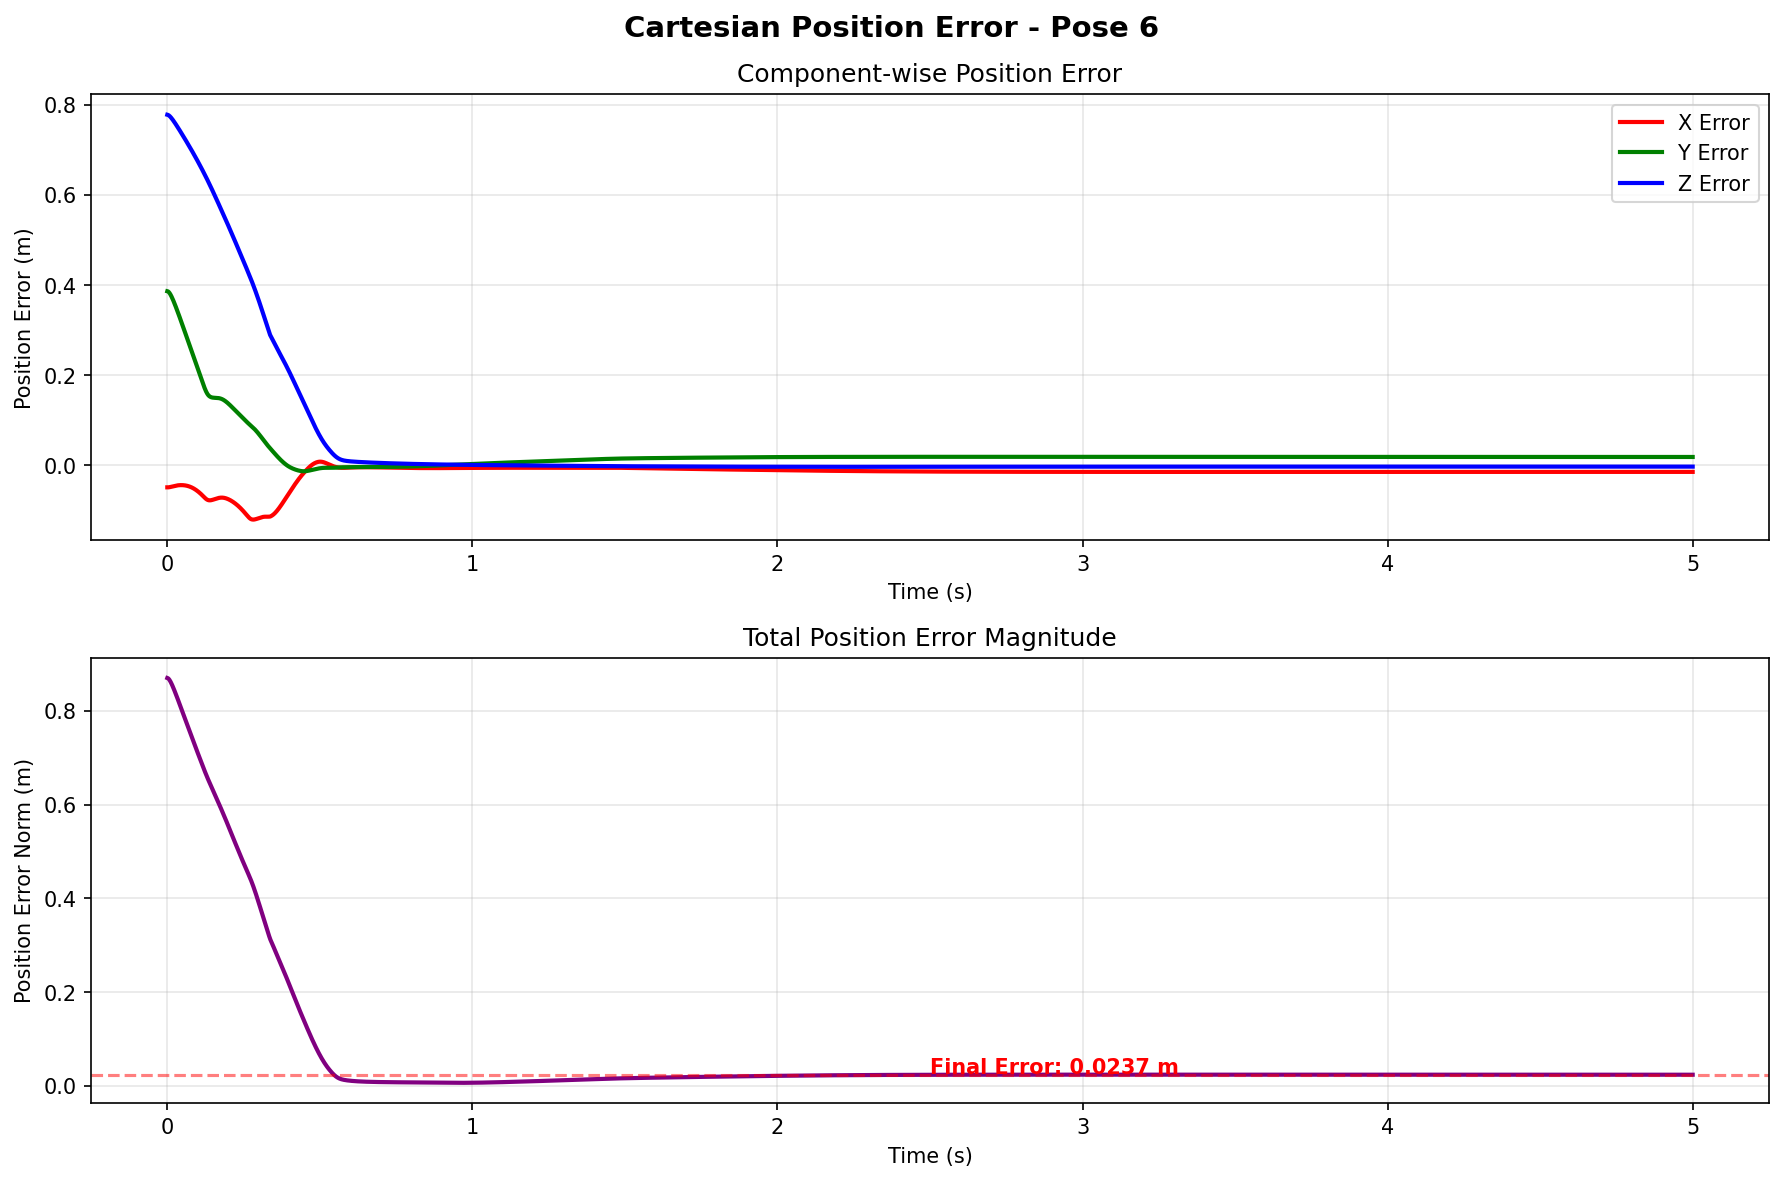 Cartesian Position Error - Pose 6
Component-wise Position Error
Position Error (m)
0.8
0.6
0.4
0.2
0.0
X Error
Y Error
Z Error
0 1 2 3 4 5
Time (s)
Total Position Error Magnitude
Position Error Norm (m)
0.8
0.6
0.4
0.2
0.0
Final Error: 0.0237 m
0 1 2 3 4 5
Time (s)